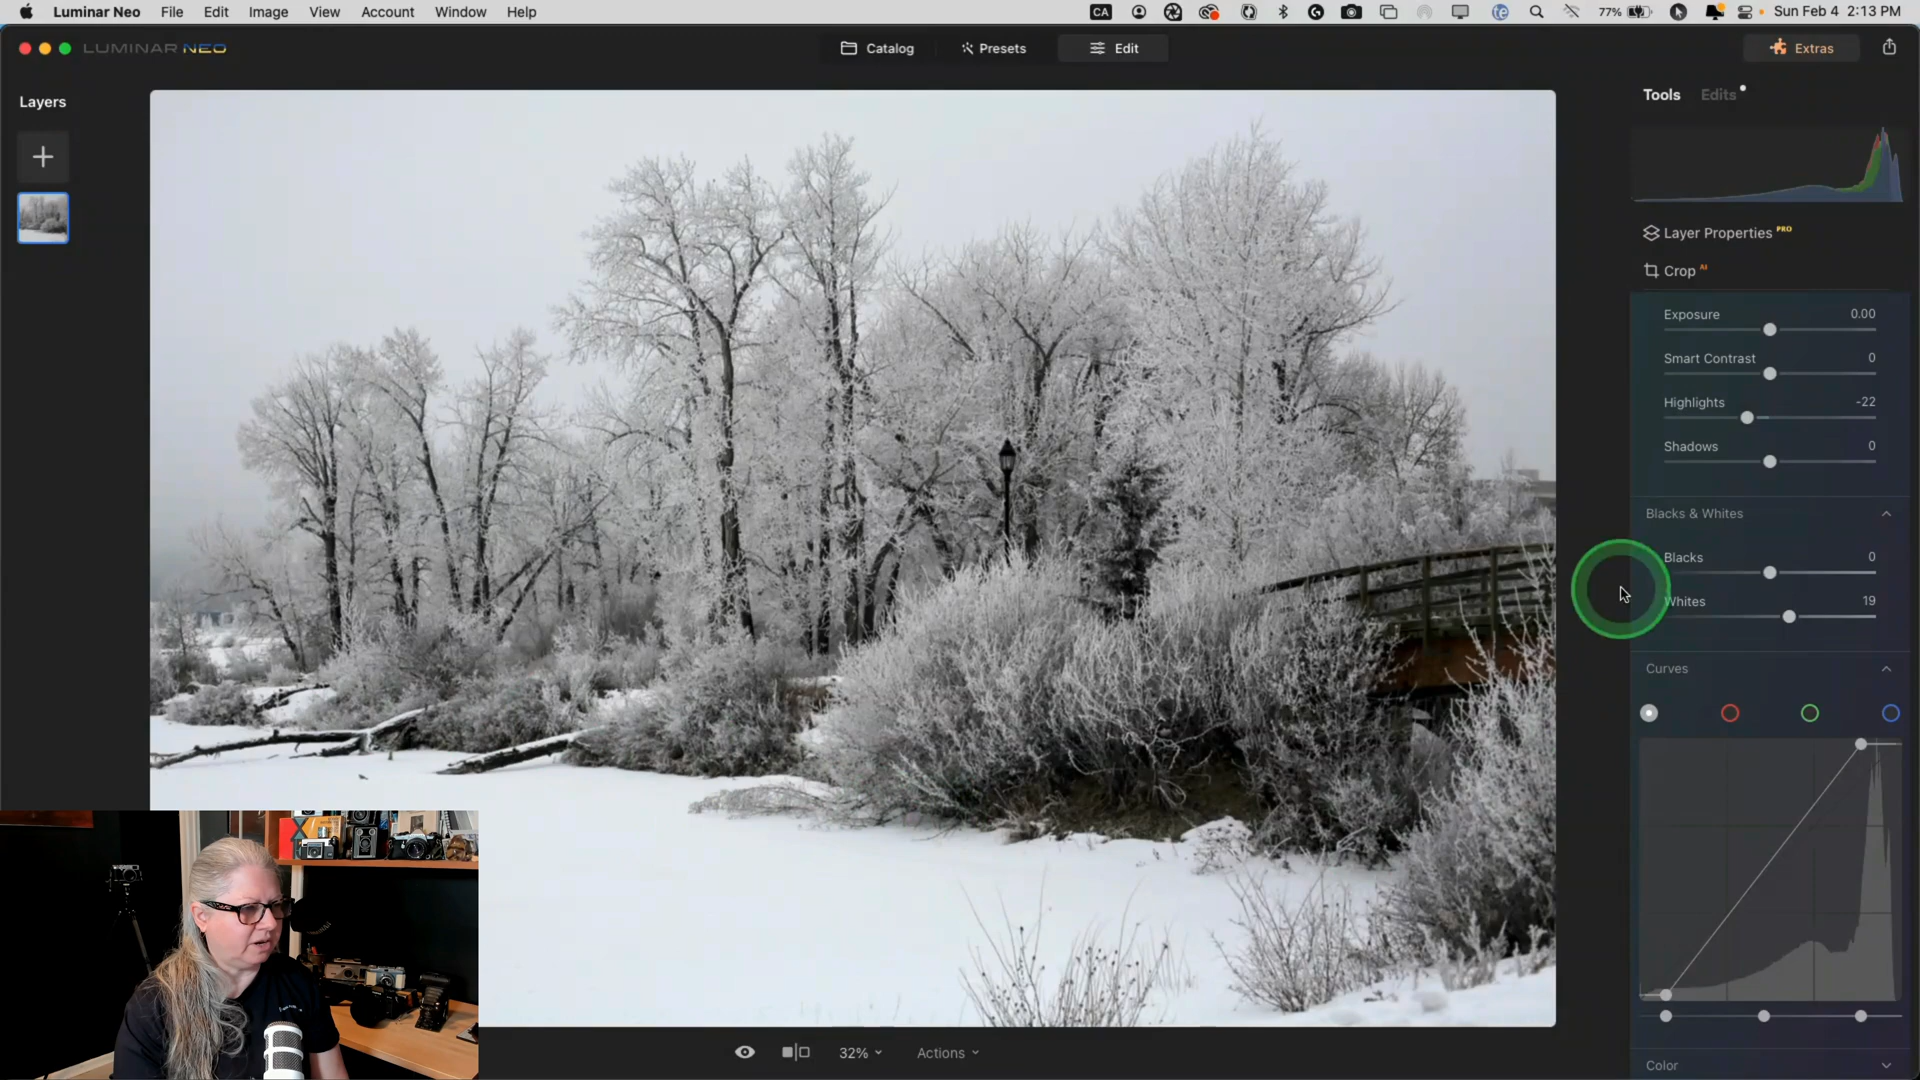 Luminar Neo File Edit Image View Account Window Help CA 77% Sun Feb 4 2:13 PM
LUMINAR NEO Catalog Presets Edit Extras
Layers
Tools Edits
Layer Properties PRO
Crop AI
Exposure 0.00
Smart Contrast 0
Highlights -22
Shadows 0
Blacks & Whites
Blacks 0
Whites 19
Curves
32% Actions
Color